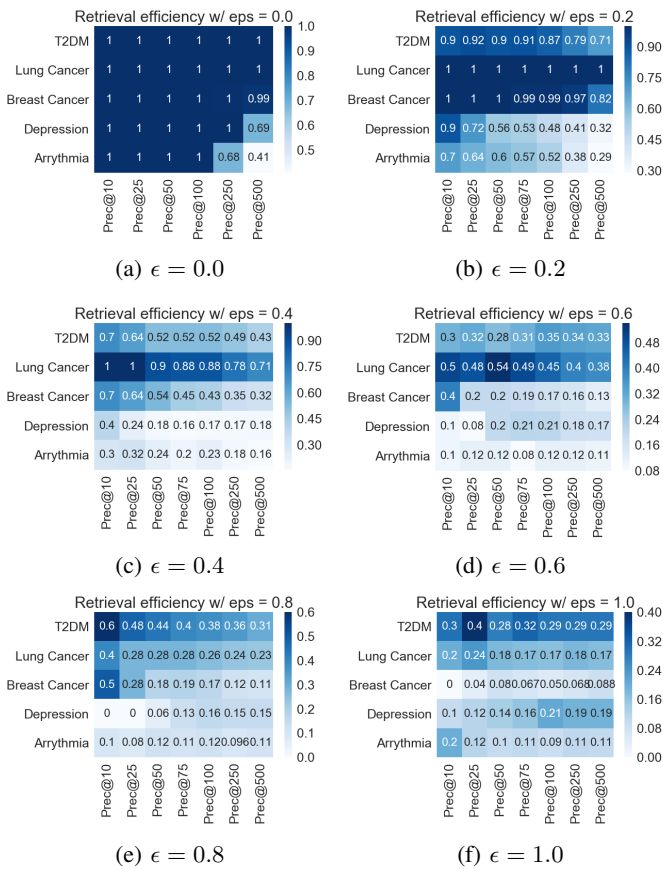 Retrieval efficiency w/ eps = 0.0
T2DM 1 1 1 1 1 1
Lung Cancer 1 1 1 1 1 1
Breast Cancer 1 1 1 1 1 0.99
Depression 1 1 1 1 1 0.69
Arrythmia 1 1 1 1 0.68 0.41
Prec@10 Prec@25 Prec@50 Prec@100 Prec@250 Prec@500
1.0
0.9
0.8
0.7
0.6
0.5
(a) ϵ = 0.0
Retrieval efficiency w/ eps = 0.2
T2DM 0.9 0.92 0.9 0.91 0.87 0.79 0.71
Lung Cancer 1 1 1 1 1 1 1
Breast Cancer 1 1 1 0.99 0.99 0.97 0.82
Depression 0.9 0.72 0.56 0.53 0.48 0.41 0.32
Arrythmia 0.7 0.64 0.6 0.57 0.52 0.38 0.29
Prec@10 Prec@25 Prec@50 Prec@75 Prec@100 Prec@250 Prec@500
0.90
0.75
0.60
0.45
0.30
(b) ϵ = 0.2
Retrieval efficiency w/ eps = 0.4
T2DM 0.7 0.64 0.52 0.52 0.52 0.49 0.43
Lung Cancer 1 1 0.9 0.88 0.88 0.78 0.71
Breast Cancer 0.7 0.64 0.54 0.45 0.43 0.35 0.32
Depression 0.4 0.24 0.18 0.16 0.17 0.17 0.18
Arrythmia 0.3 0.32 0.24 0.2 0.23 0.18 0.16
Prec@10 Prec@25 Prec@50 Prec@75 Prec@100 Prec@250 Prec@500
0.90
0.75
0.60
0.45
0.30
(c) ϵ = 0.4
Retrieval efficiency w/ eps = 0.6
T2DM 0.3 0.32 0.28 0.31 0.35 0.34 0.33
Lung Cancer 0.5 0.48 0.54 0.49 0.45 0.4 0.38
Breast Cancer 0.4 0.2 0.2 0.19 0.17 0.16 0.13
Depression 0.1 0.08 0.2 0.21 0.21 0.18 0.17
Arrythmia 0.1 0.12 0.12 0.08 0.12 0.12 0.11
Prec@10 Prec@25 Prec@50 Prec@75 Prec@100 Prec@250 Prec@500
0.48
0.40
0.32
0.24
0.16
0.08
(d) ϵ = 0.6
Retrieval efficiency w/ eps = 0.8
T2DM 0.6 0.48 0.44 0.4 0.38 0.36 0.31
Lung Cancer 0.4 0.28 0.28 0.28 0.26 0.24 0.23
Breast Cancer 0.5 0.28 0.18 0.19 0.17 0.12 0.11
Depression 0 0 0.06 0.13 0.16 0.15 0.15
Arrythmia 0.1 0.08 0.12 0.11 0.12 0.096 0.11
Prec@10 Prec@25 Prec@50 Prec@75 Prec@100 Prec@250 Prec@500
0.6
0.5
0.4
0.3
0.2
0.1
0.0
(e) ϵ = 0.8
Retrieval efficiency w/ eps = 1.0
T2DM 0.3 0.4 0.28 0.32 0.29 0.29 0.29
Lung Cancer 0.2 0.24 0.18 0.17 0.17 0.18 0.17
Breast Cancer 0 0.04 0.08 0.067 0.05 0.068 0.088
Depression 0.1 0.12 0.14 0.16 0.21 0.19 0.19
Arrythmia 0.2 0.12 0.1 0.11 0.09 0.11 0.11
Prec@10 Prec@25 Prec@50 Prec@75 Prec@100 Prec@250 Prec@500
0.40
0.32
0.24
0.16
0.08
0.00
(f) ϵ = 1.0